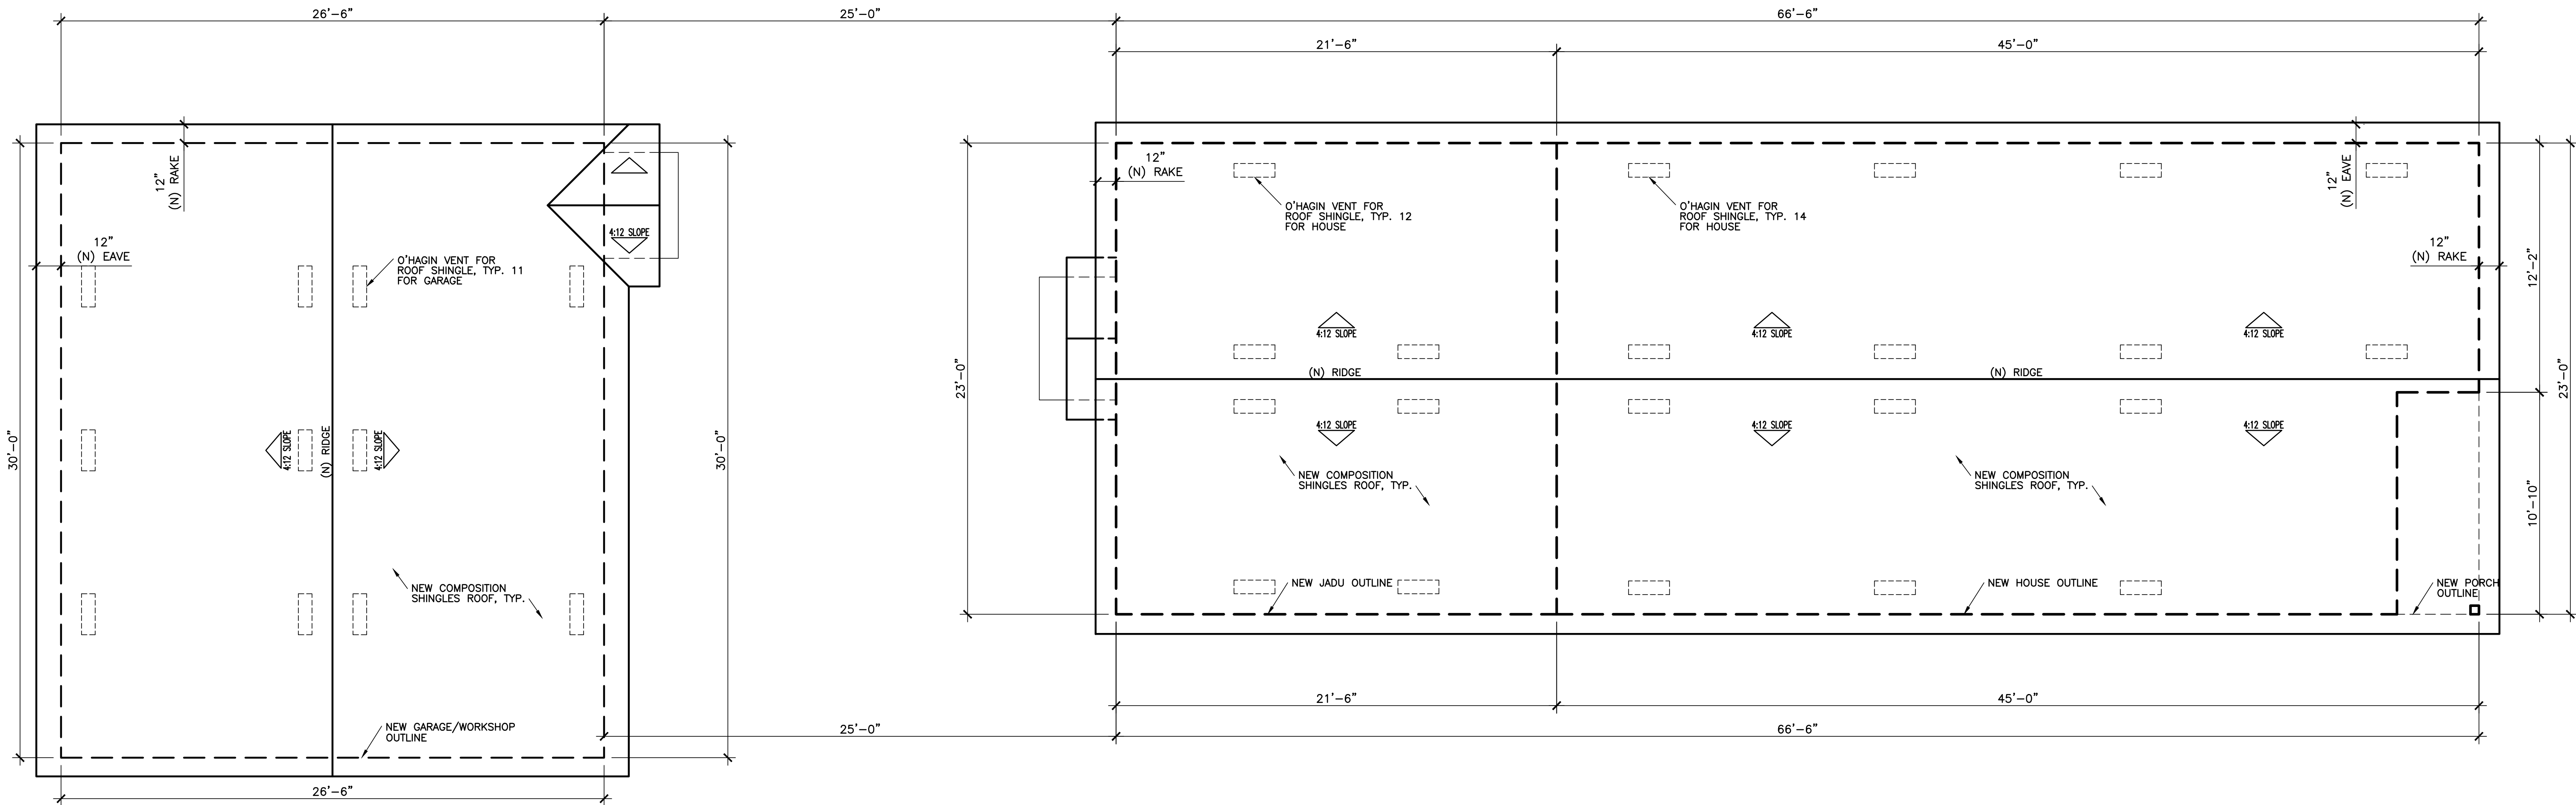 26'-6"
25'-0"
66'-6"
21'-6"
45'-0"
12"
(N) RAKE
12"
(N) EAVE
O'HAGIN VENT FOR
ROOF SHINGLE, TYP. 11
FOR GARAGE
4:12 SLOPE
30'-0"
4:12 SLOPE
(N) RIDGE
4:12 SLOPE
30'-0"
NEW COMPOSITION
SHINGLES ROOF, TYP.
NEW GARAGE/WORKSHOP
OUTLINE
26'-6"
12"
(N) RAKE
O'HAGIN VENT FOR
ROOF SHINGLE, TYP. 12
FOR HOUSE
O'HAGIN VENT FOR
ROOF SHINGLE, TYP. 14
FOR HOUSE
12"
(N) EAVE
12"
(N) RAKE
12'-2"
23'-0"
4:12 SLOPE
4:12 SLOPE
4:12 SLOPE
(N) RIDGE
(N) RIDGE
23'-0"
4:12 SLOPE
4:12 SLOPE
4:12 SLOPE
NEW COMPOSITION
SHINGLES ROOF, TYP.
NEW COMPOSITION
SHINGLES ROOF, TYP.
10'-10"
NEW JADU OUTLINE
NEW HOUSE OUTLINE
NEW PORCH
OUTLINE
21'-6"
45'-0"
25'-0"
66'-6"